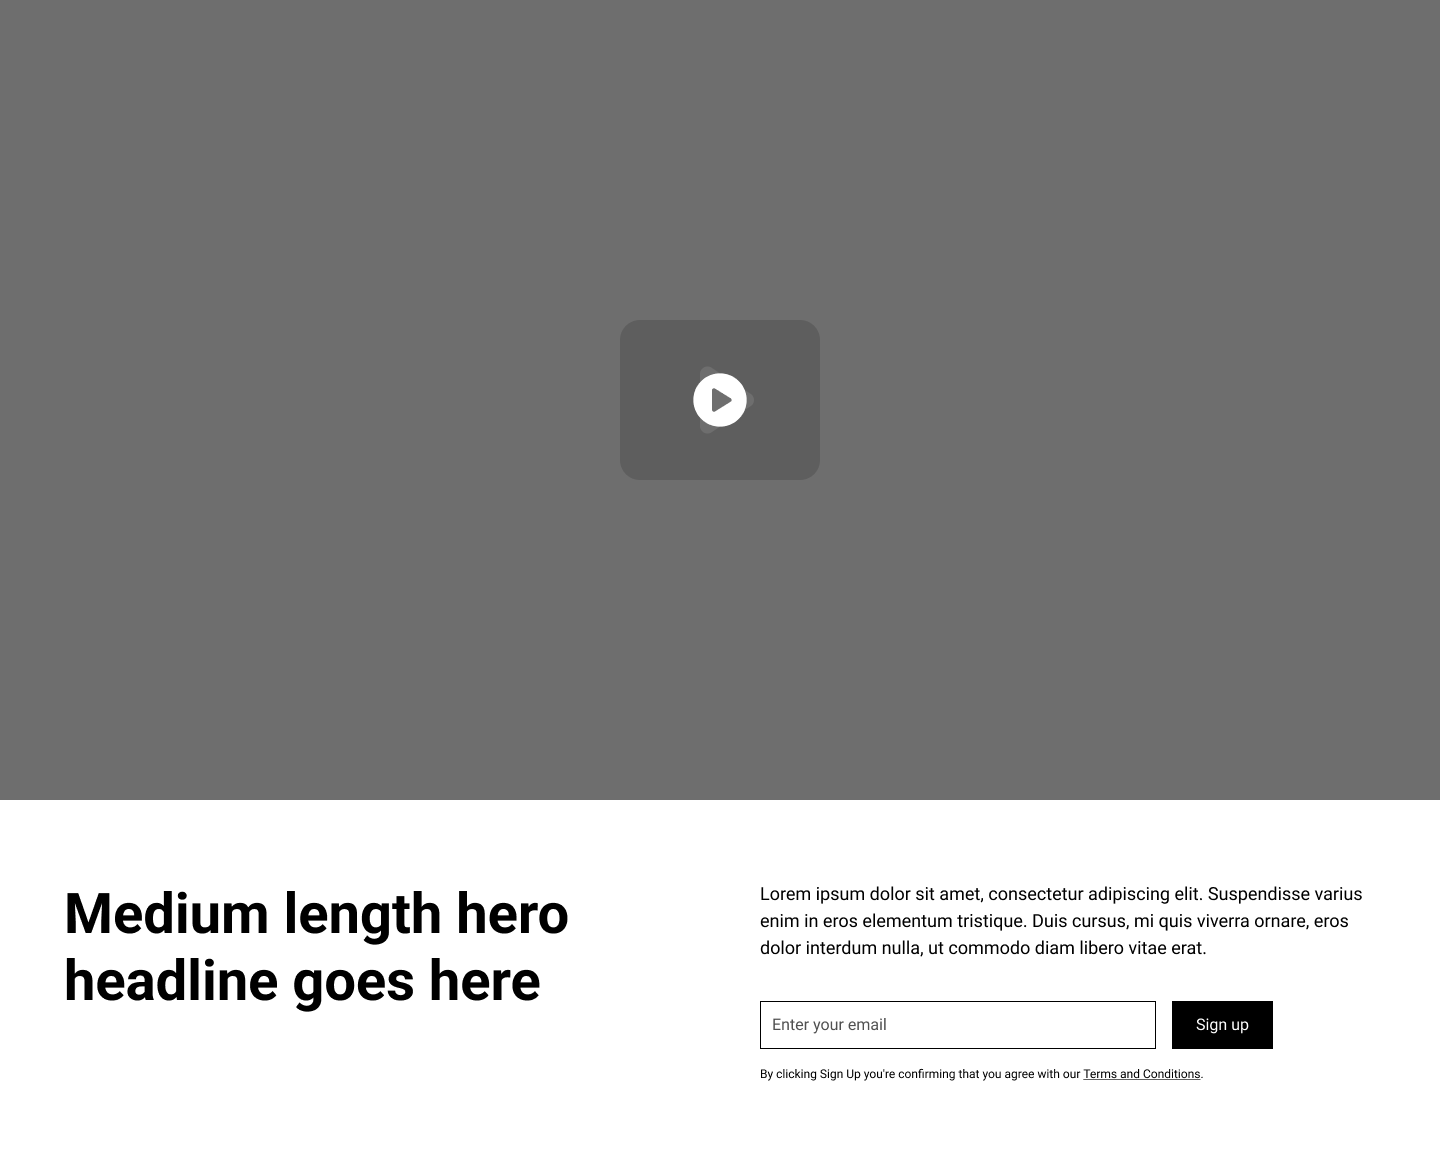 Medium length hero
headline goes here
Lorem ipsum dolor sit amet, consectetur adipiscing elit. Suspendisse varius
enim in eros elementum tristique. Duis cursus, mi quis viverra ornare, eros
dolor interdum nulla, ut commodo diam libero vitae erat.
Enter your email
Sign up
By clicking Sign Up you're confirming that you agree with our Terms and Conditions.